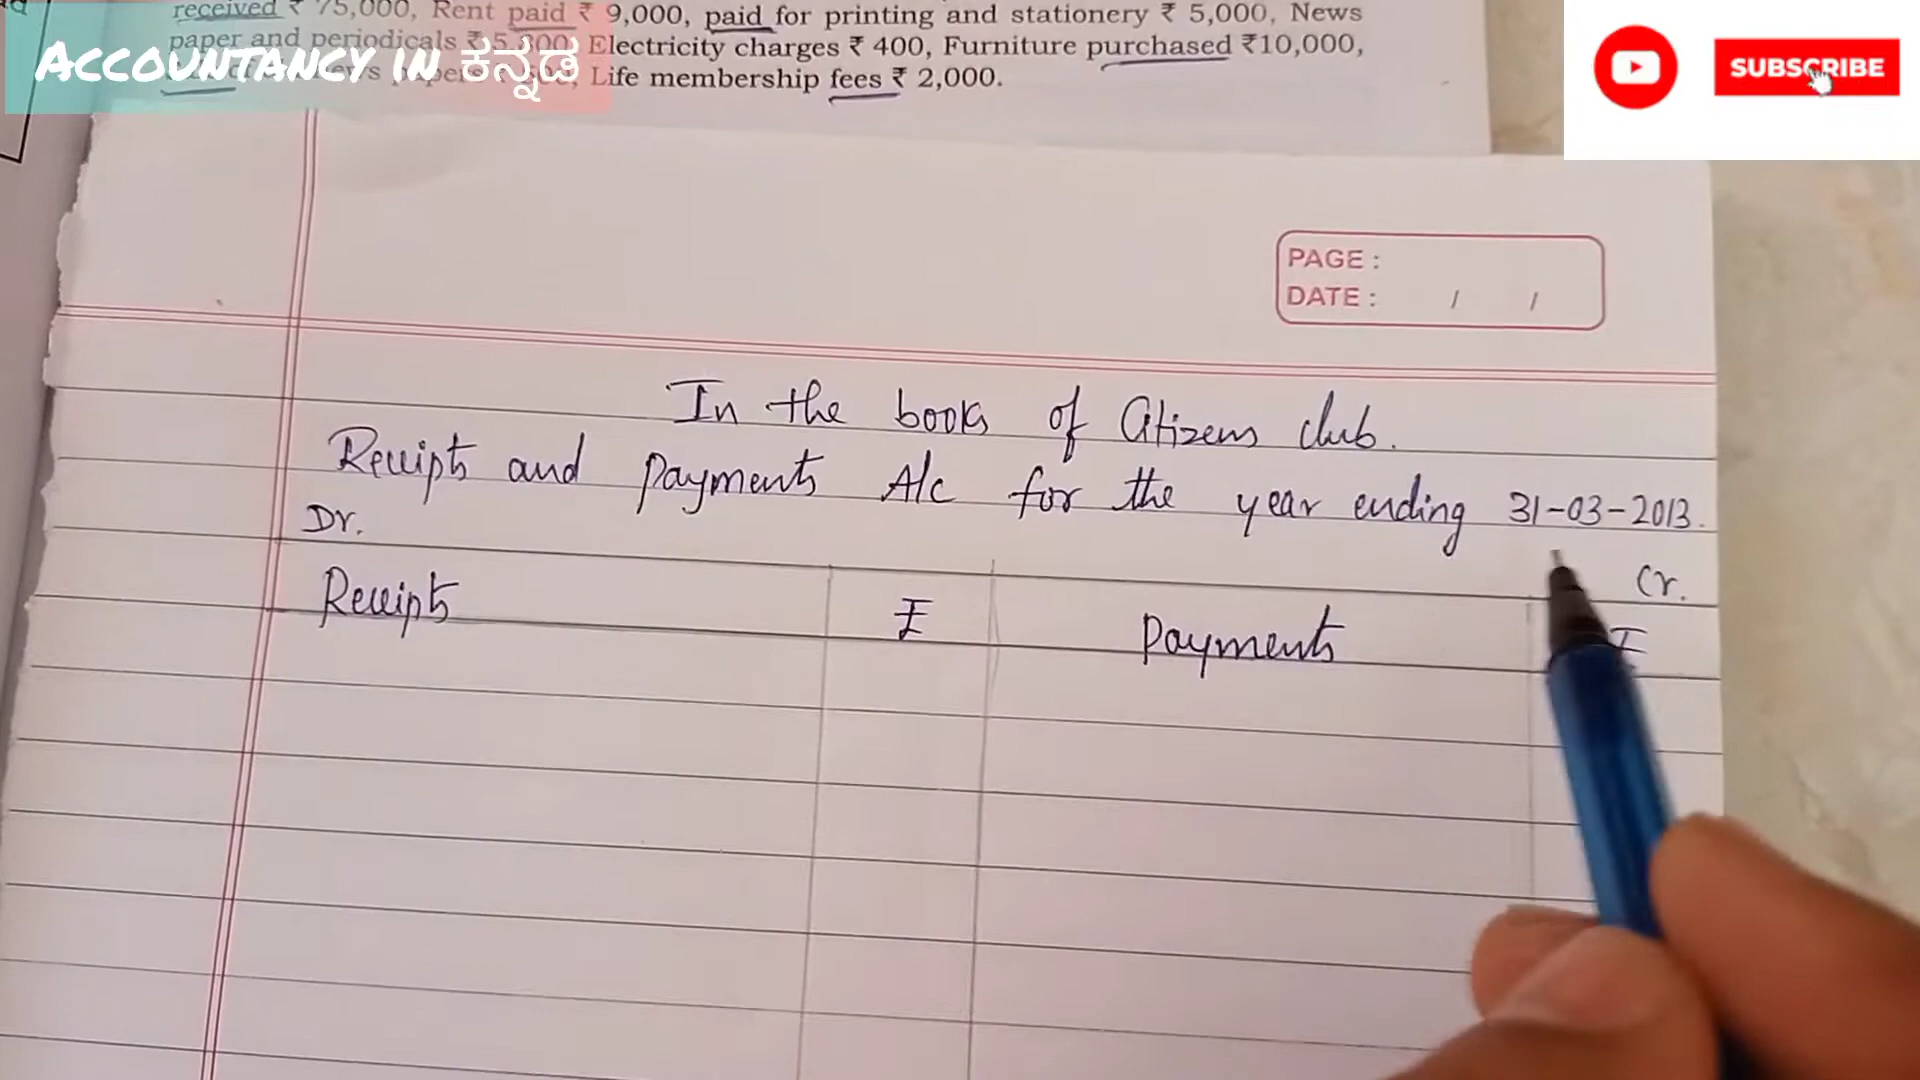 received ₹ 75,000, Rent paid ₹ 9,000, paid for printing and stationery ₹ 5,000, News
paper and periodicals ₹ Electricity charges ₹ 400, Furniture purchased ₹10,000,
Life membership fees ₹ 2,000.
Accountancy in ಕನ್ನಡ
SUBSCRIBE
PAGE :
DATE : / /
In the books of Citizens club.
Receipts and payments A/c for the year ending 31-03-2013.
Dr. Cr.
Receipts ₹ Payments ₹